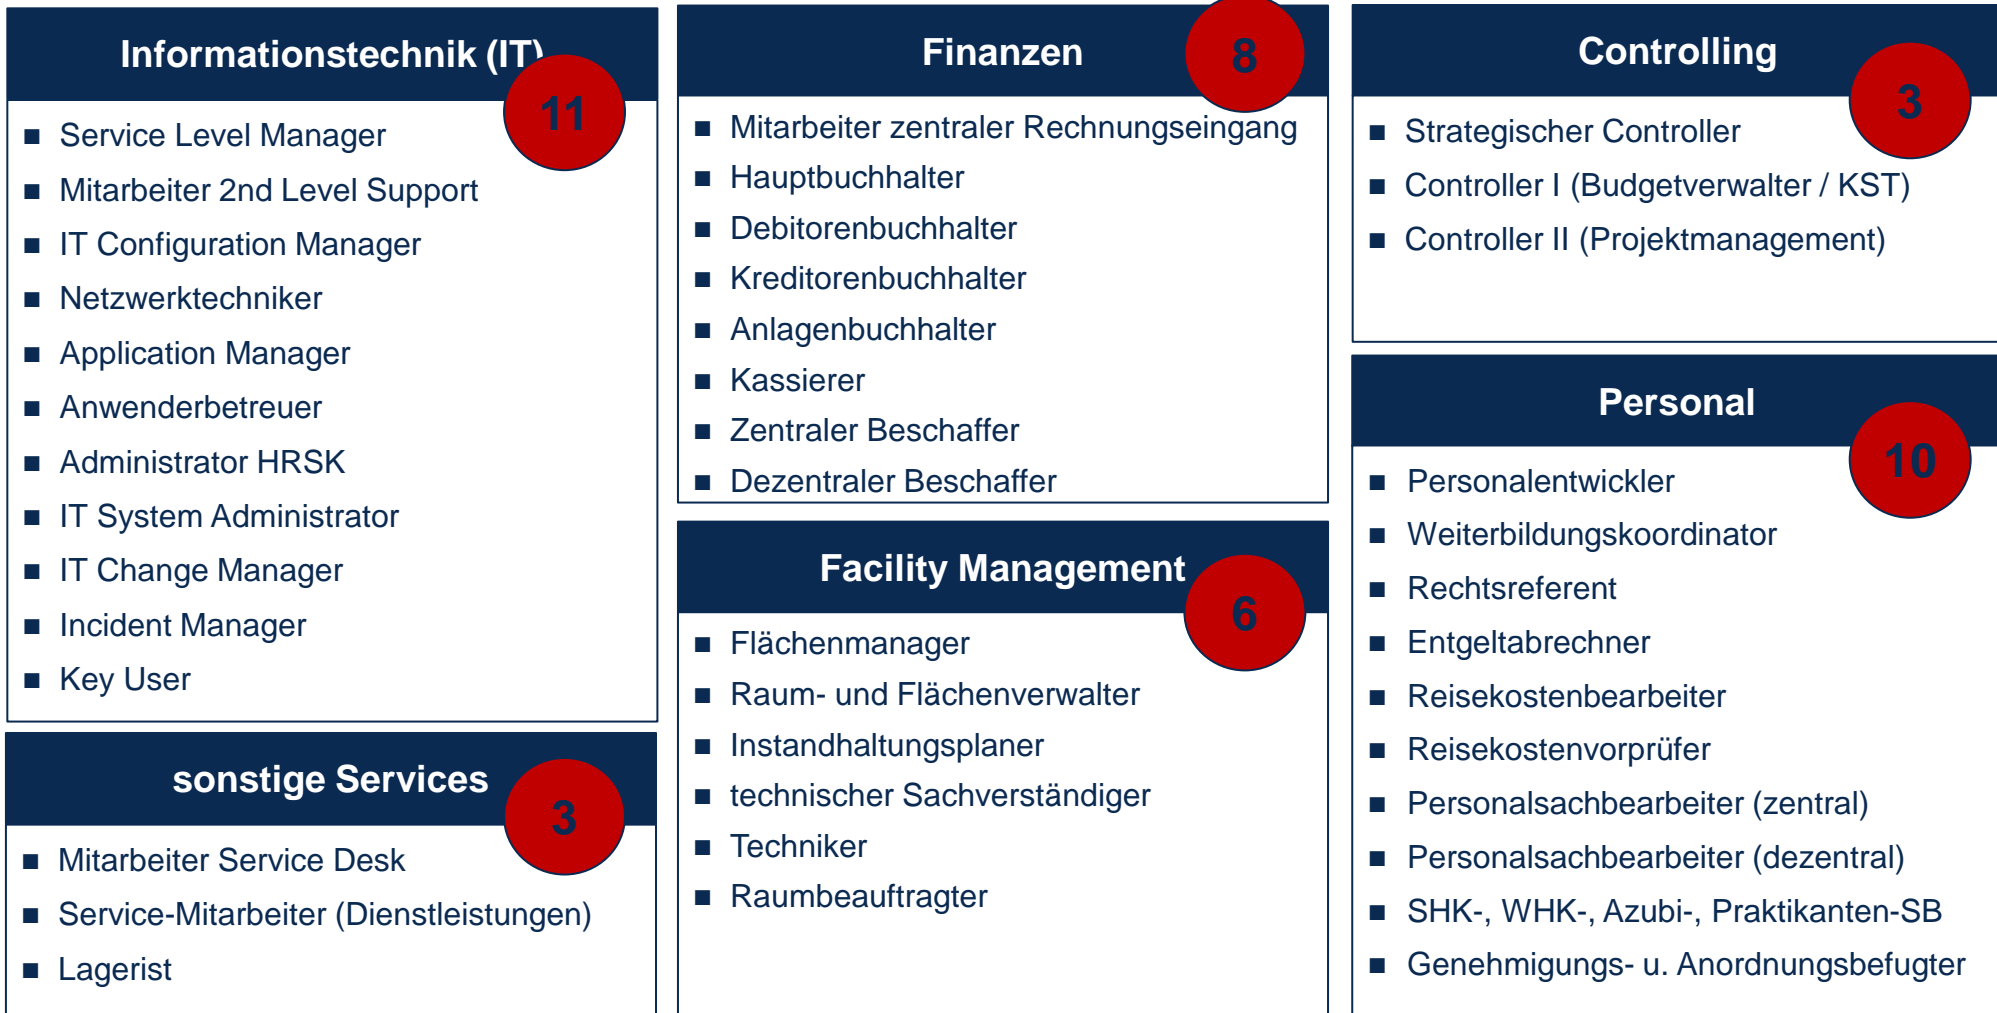 Informationstechnik (IT)
11
Service Level Manager
Mitarbeiter 2nd Level Support
IT Configuration Manager
Netzwerktechniker
Application Manager
Anwenderbetreuer
Administrator HRSK
IT System Administrator
IT Change Manager
Incident Manager
Key User
sonstige Services
3
Mitarbeiter Service Desk
Service-Mitarbeiter (Dienstleistungen)
Lagerist
Finanzen
8
Mitarbeiter zentraler Rechnungseingang
Hauptbuchhalter
Debitorenbuchhalter
Kreditorenbuchhalter
Anlagenbuchhalter
Kassierer
Zentraler Beschaffer
Dezentraler Beschaffer
Facility Management
6
Flächenmanager
Raum- und Flächenverwalter
Instandhaltungsplaner
technischer Sachverständiger
Techniker
Raumbeauftragter
Controlling
3
Strategischer Controller
Controller I (Budgetverwalter / KST)
Controller II (Projektmanagement)
Personal
10
Personalentwickler
Weiterbildungskoordinator
Rechtsreferent
Entgeltabrechner
Reisekostenbearbeiter
Reisekostenvorprüfer
Personalsachbearbeiter (zentral)
Personalsachbearbeiter (dezentral)
SHK-, WHK-, Azubi-, Praktikanten-SB
Genehmigungs- u. Anordnungsbefugter